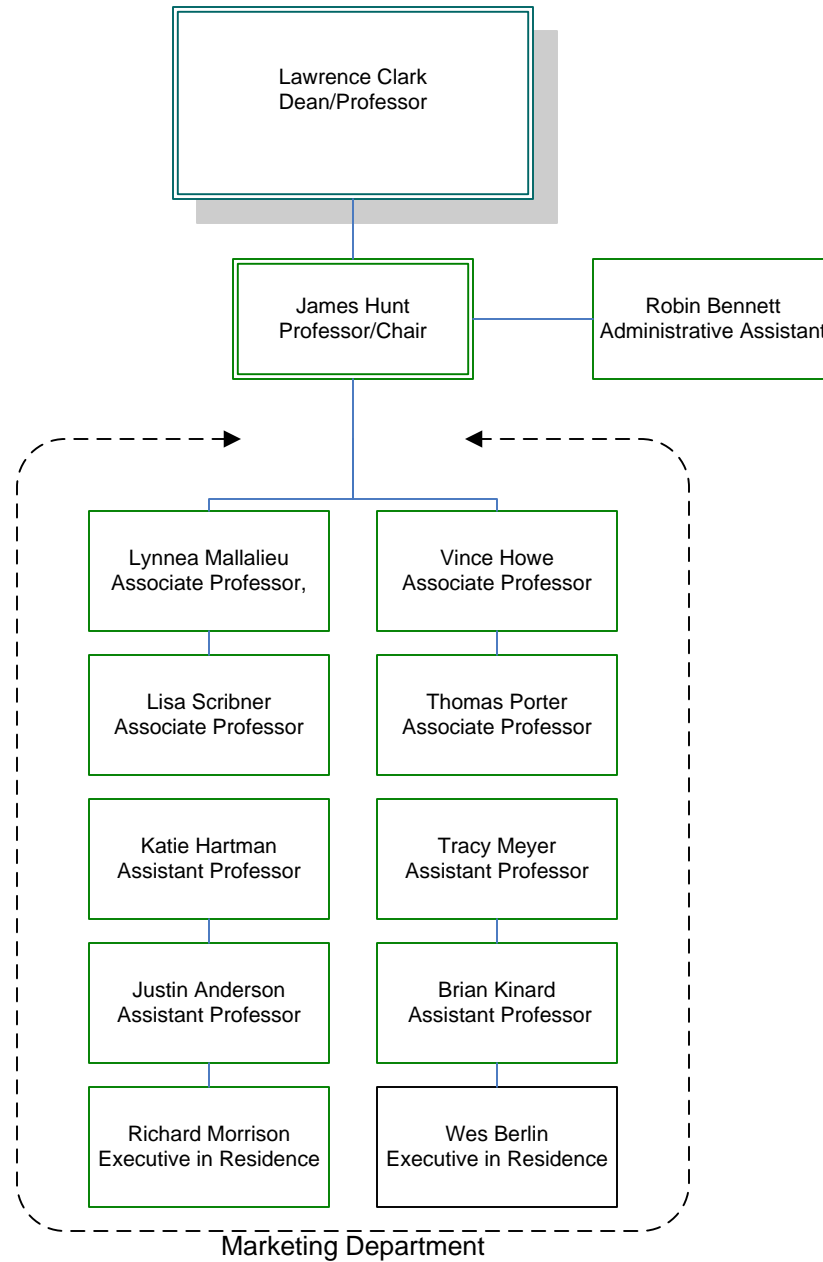 Lawrence Clark
Dean/Professor
James Hunt
Professor/Chair
Robin Bennett
Administrative Assistant
Lynnea Mallalieu
Associate Professor,
Vince Howe
Associate Professor
Lisa Scribner
Associate Professor
Thomas Porter
Associate Professor
Katie Hartman
Assistant Professor
Tracy Meyer
Assistant Professor
Justin Anderson
Assistant Professor
Brian Kinard
Assistant Professor
Richard Morrison
Executive in Residence
Wes Berlin
Executive in Residence
Marketing Department